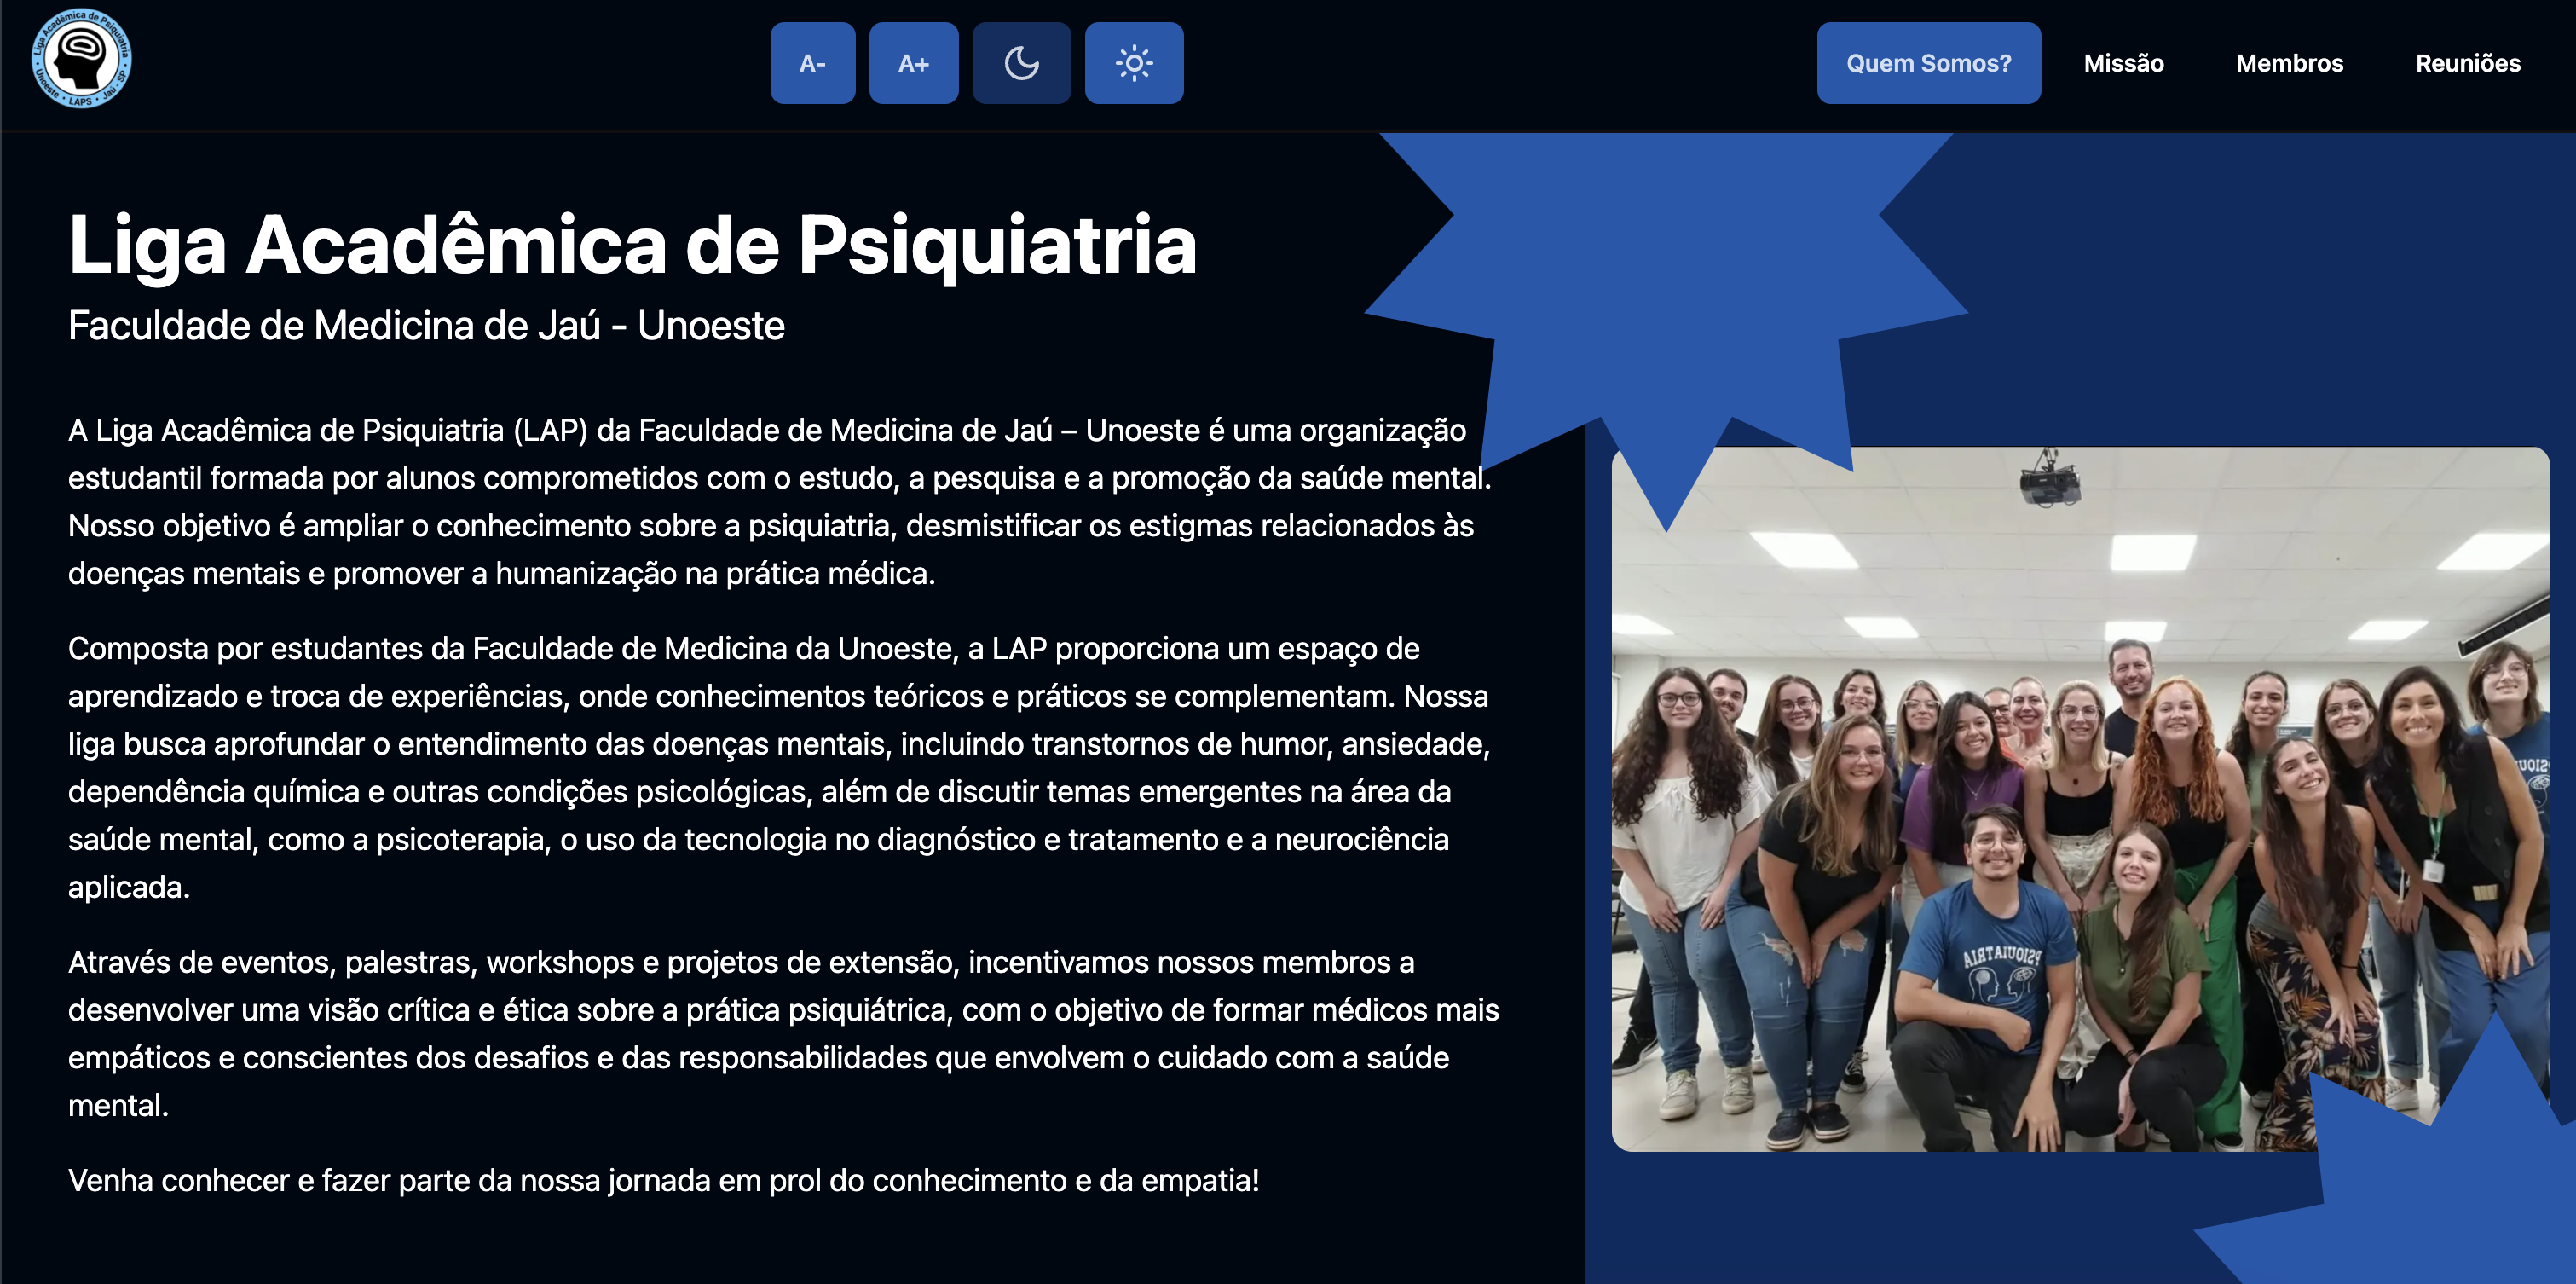 Liga Acadêmica de Psiquiatria
Unoeste • LAPS • Jaú - SP
A-
A+
Quem Somos?
Missão
Membros
Reuniões
Liga Acadêmica de Psiquiatria
Faculdade de Medicina de Jaú - Unoeste
A Liga Acadêmica de Psiquiatria (LAP) da Faculdade de Medicina de Jaú – Unoeste é uma organização
estudantil formada por alunos comprometidos com o estudo, a pesquisa e a promoção da saúde mental.
Nosso objetivo é ampliar o conhecimento sobre a psiquiatria, desmistificar os estigmas relacionados às
doenças mentais e promover a humanização na prática médica.
Composta por estudantes da Faculdade de Medicina da Unoeste, a LAP proporciona um espaço de
aprendizado e troca de experiências, onde conhecimentos teóricos e práticos se complementam. Nossa
liga busca aprofundar o entendimento das doenças mentais, incluindo transtornos de humor, ansiedade,
dependência química e outras condições psicológicas, além de discutir temas emergentes na área da
saúde mental, como a psicoterapia, o uso da tecnologia no diagnóstico e tratamento e a neurociência
aplicada.
Através de eventos, palestras, workshops e projetos de extensão, incentivamos nossos membros a
desenvolver uma visão crítica e ética sobre a prática psiquiátrica, com o objetivo de formar médicos mais
empáticos e conscientes dos desafios e das responsabilidades que envolvem o cuidado com a saúde
mental.
Venha conhecer e fazer parte da nossa jornada em prol do conhecimento e da empatia!
PSIQUIATRIA